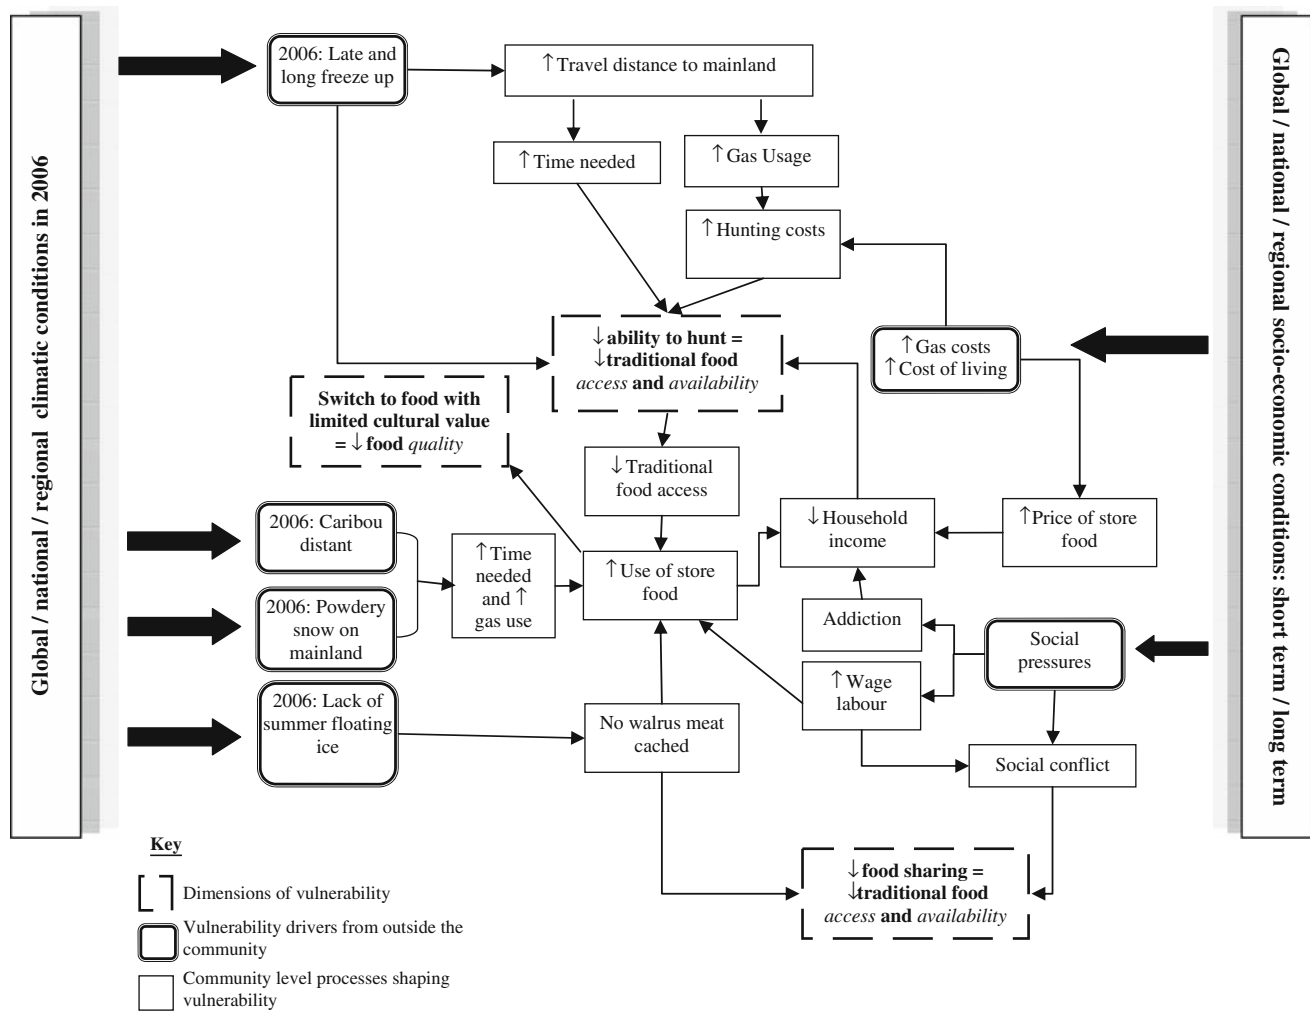 Global / national / regional climatic conditions in 2006
2006: Late and
long freeze up
↑Travel distance to mainland
↑Time needed
↑Gas Usage
↑Hunting costs
↓ability to hunt =
↓traditional food
access and availability
↑Gas costs
↑Cost of living
Switch to food with
limited cultural value
= ↓food quality
↓Traditional
food access
2006: Caribou
distant
↑Time
needed
and ↑
gas use
↑Use of store
food
↓ Household
income
↑Price of store
food
2006: Powdery
snow on
mainland
Addiction
Social
pressures
↑Wage
labour
2006: Lack of
summer floating
ice
No walrus meat
cached
Social conflict
↓food sharing =
↓traditional food
access and availability
Global / national / regional socio-economic conditions: short term / long term
Key
Dimensions of vulnerability
Vulnerability drivers from outside the
community
Community level processes shaping
vulnerability